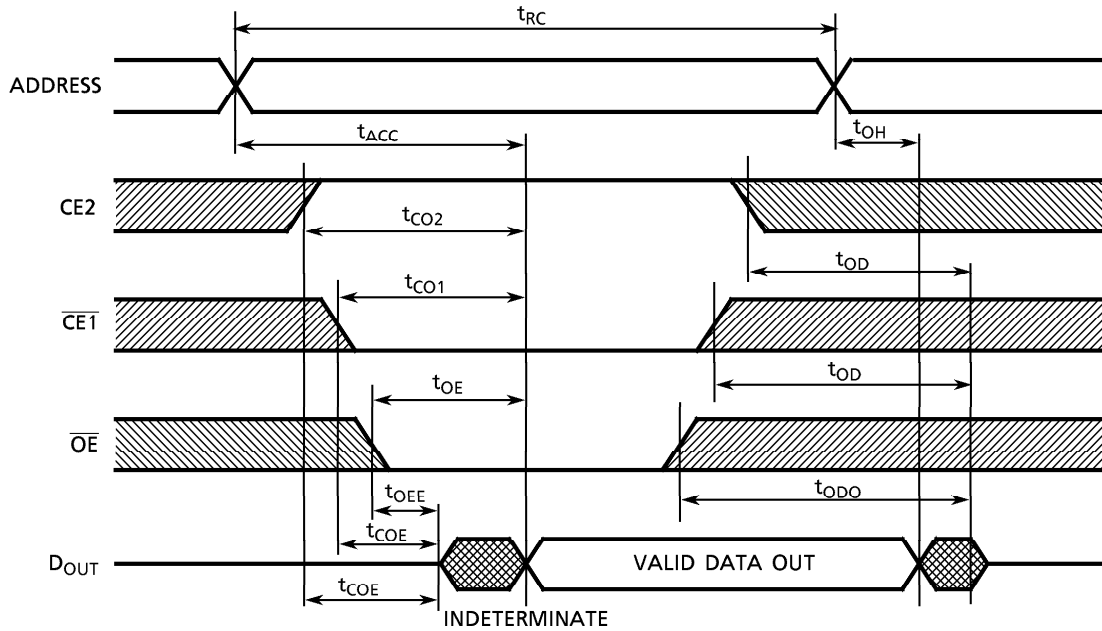 tRC
ADDRESS
tACC
tOH
CE2
tCO2
tOD
tCO1
CE1
tOD
tOE
OE
tOEE
tODO
tCOE
DOUT
VALID DATA OUT
tCOE
INDETERMINATE